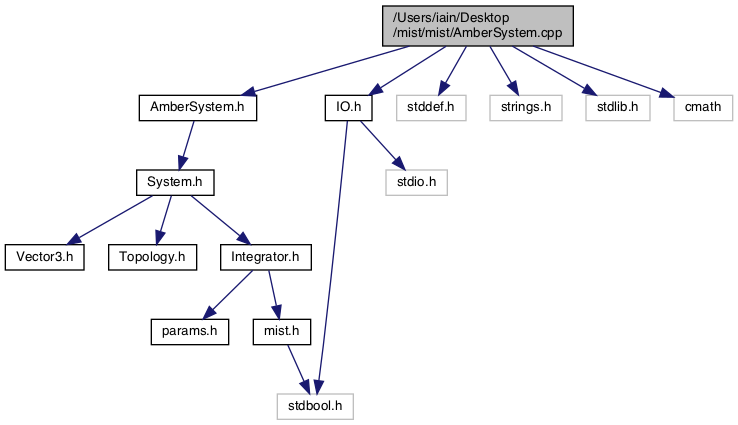 /Users/iain/Desktop
/mist/mist/AmberSystem.cpp
AmberSystem.h
IO.h
stddef.h
strings.h
stdlib.h
cmath
System.h
stdio.h
Vector3.h
Topology.h
Integrator.h
params.h
mist.h
stdbool.h